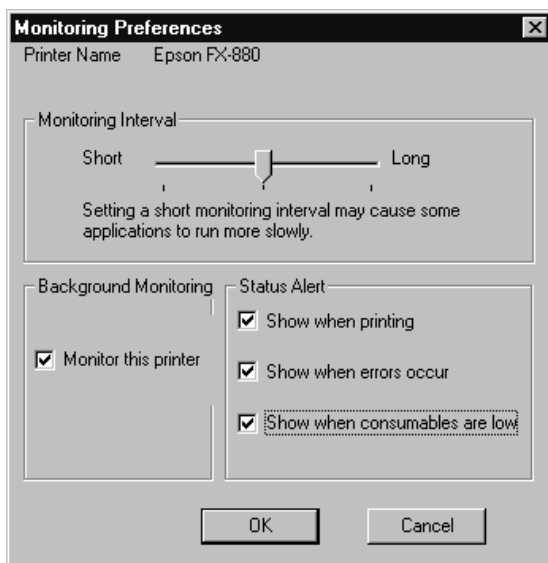 Monitoring Preferences
Printer Name Epson FX-880
Monitoring Interval
Short Long
Setting a short monitoring interval may cause some
applications to run more slowly.
Background Monitoring
Monitor this printer
Status Alert
Show when printing
Show when errors occur
Show when consumables are low
OK Cancel